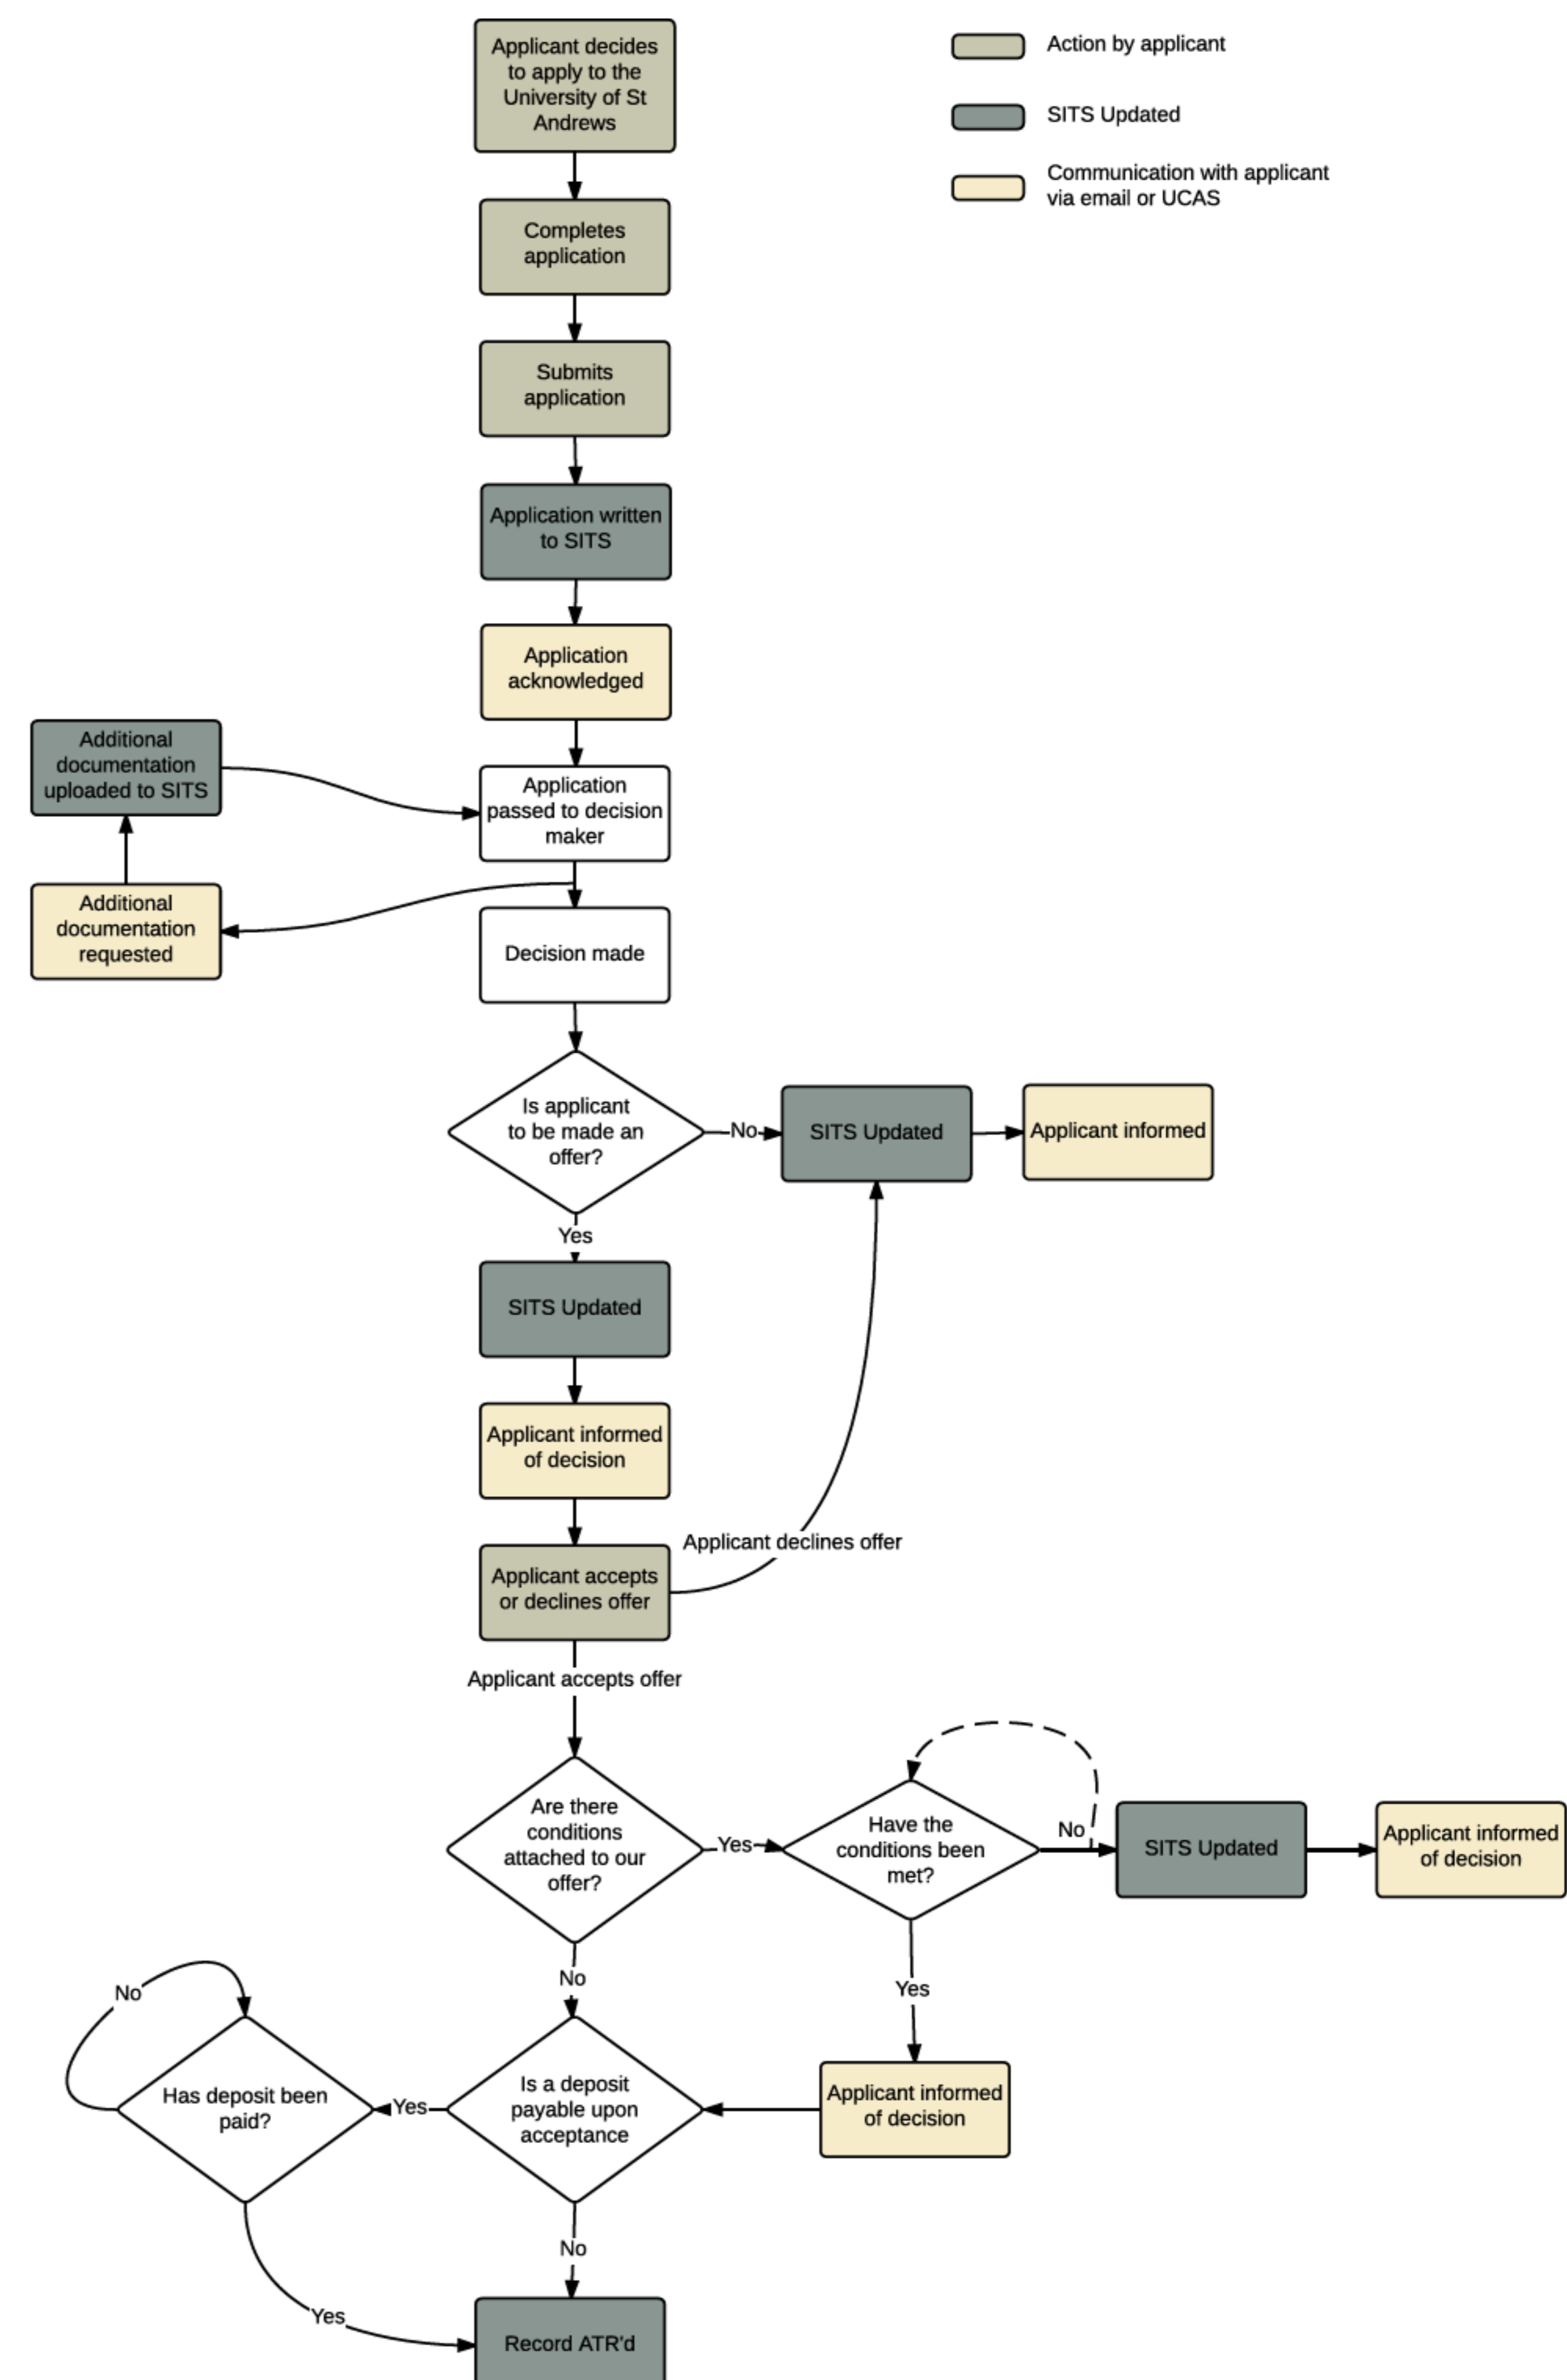 Applicant decides
to apply to the
University of St
Andrews
Action by applicant
SITS Updated
Communication with applicant
via email or UCAS
Completes
application
Submits
application
Application written
to SITS
Application
acknowledged
Additional
documentation
uploaded to SITS
Application
passed to decision
maker
Additional
documentation
requested
Decision made
Is applicant
to be made an
offer?
No
SITS Updated
Applicant informed
Yes
SITS Updated
Applicant informed
of decision
Applicant declines offer
Applicant accepts
or declines offer
Applicant accepts offer
Are there
conditions
attached to our
offer?
Yes
Have the
conditions been
met?
No
SITS Updated
Applicant informed
of decision
No
Yes
No
Has deposit been
paid?
Yes
Is a deposit
payable upon
acceptance
Applicant informed
of decision
No
Yes
Record ATR'd